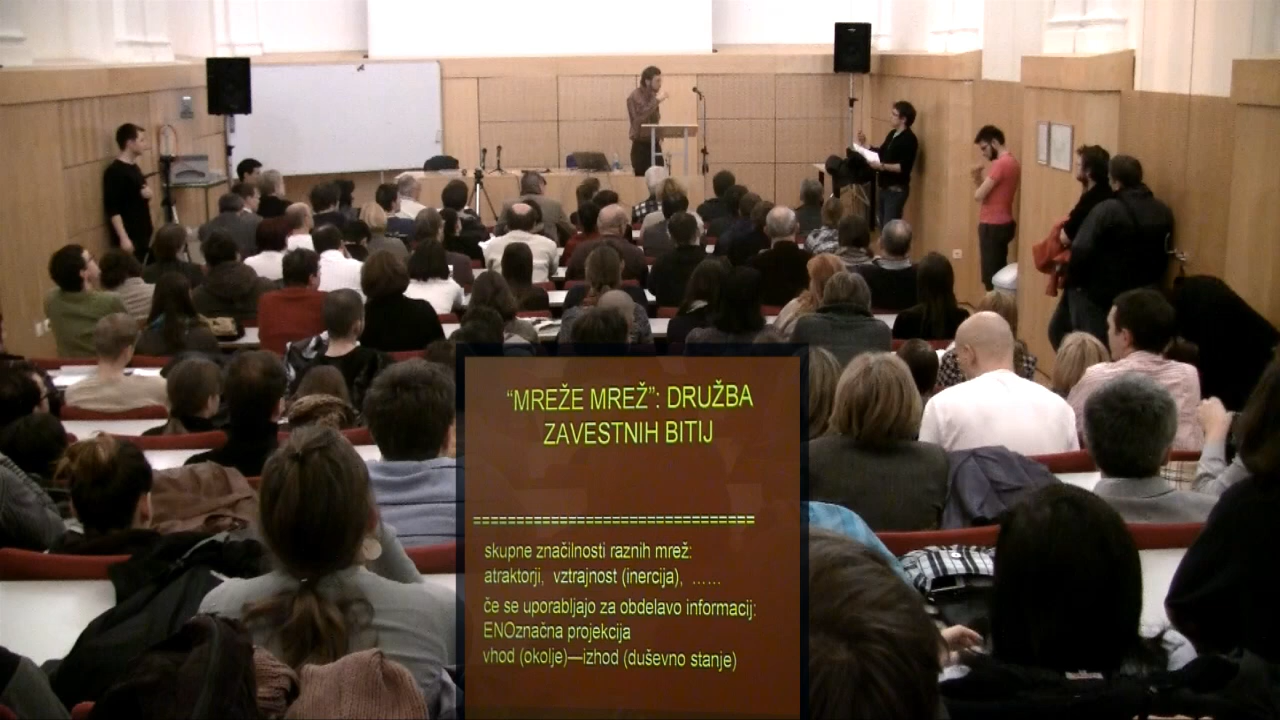 “MREŽE MREŽ”: DRUŽBA
ZAVESTNIH BITIJ
================================
skupne značilnosti raznih mrež:
atraktorji, vztrajnost (inercija), ……
če se uporabljajo za obdelavo informacij:
ENOznačna projekcija
vhod (okolje)—izhod (duševno stanje)